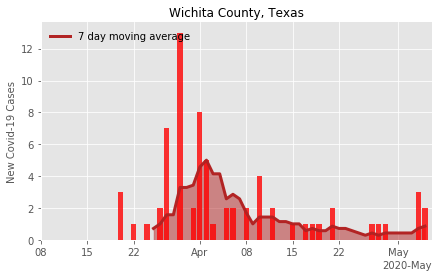 Wichita County, Texas
7 day moving average
New Covid-19 Cases
12
10
8
6
4
2
0
08 15 22 Apr 08 15 22 May
2020-May